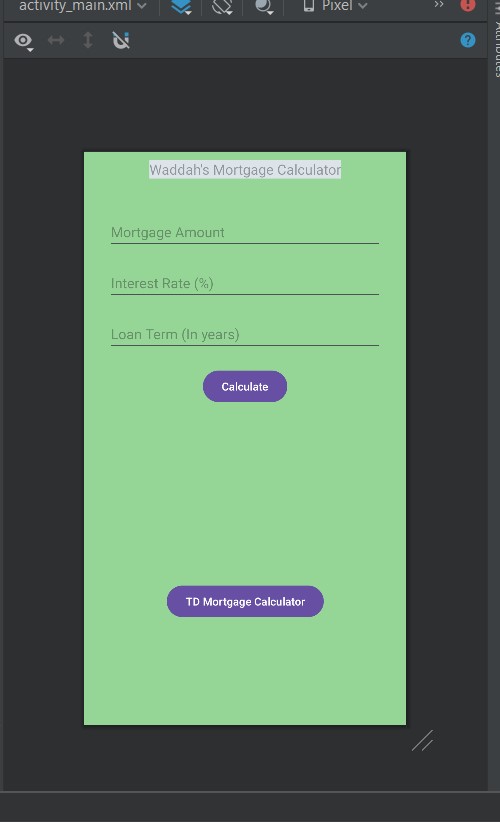 activity_main.xml
Pixel
Attributes
Waddah's Mortgage Calculator
Mortgage Amount
Interest Rate (%)
Loan Term (In years)
Calculate
TD Mortgage Calculator